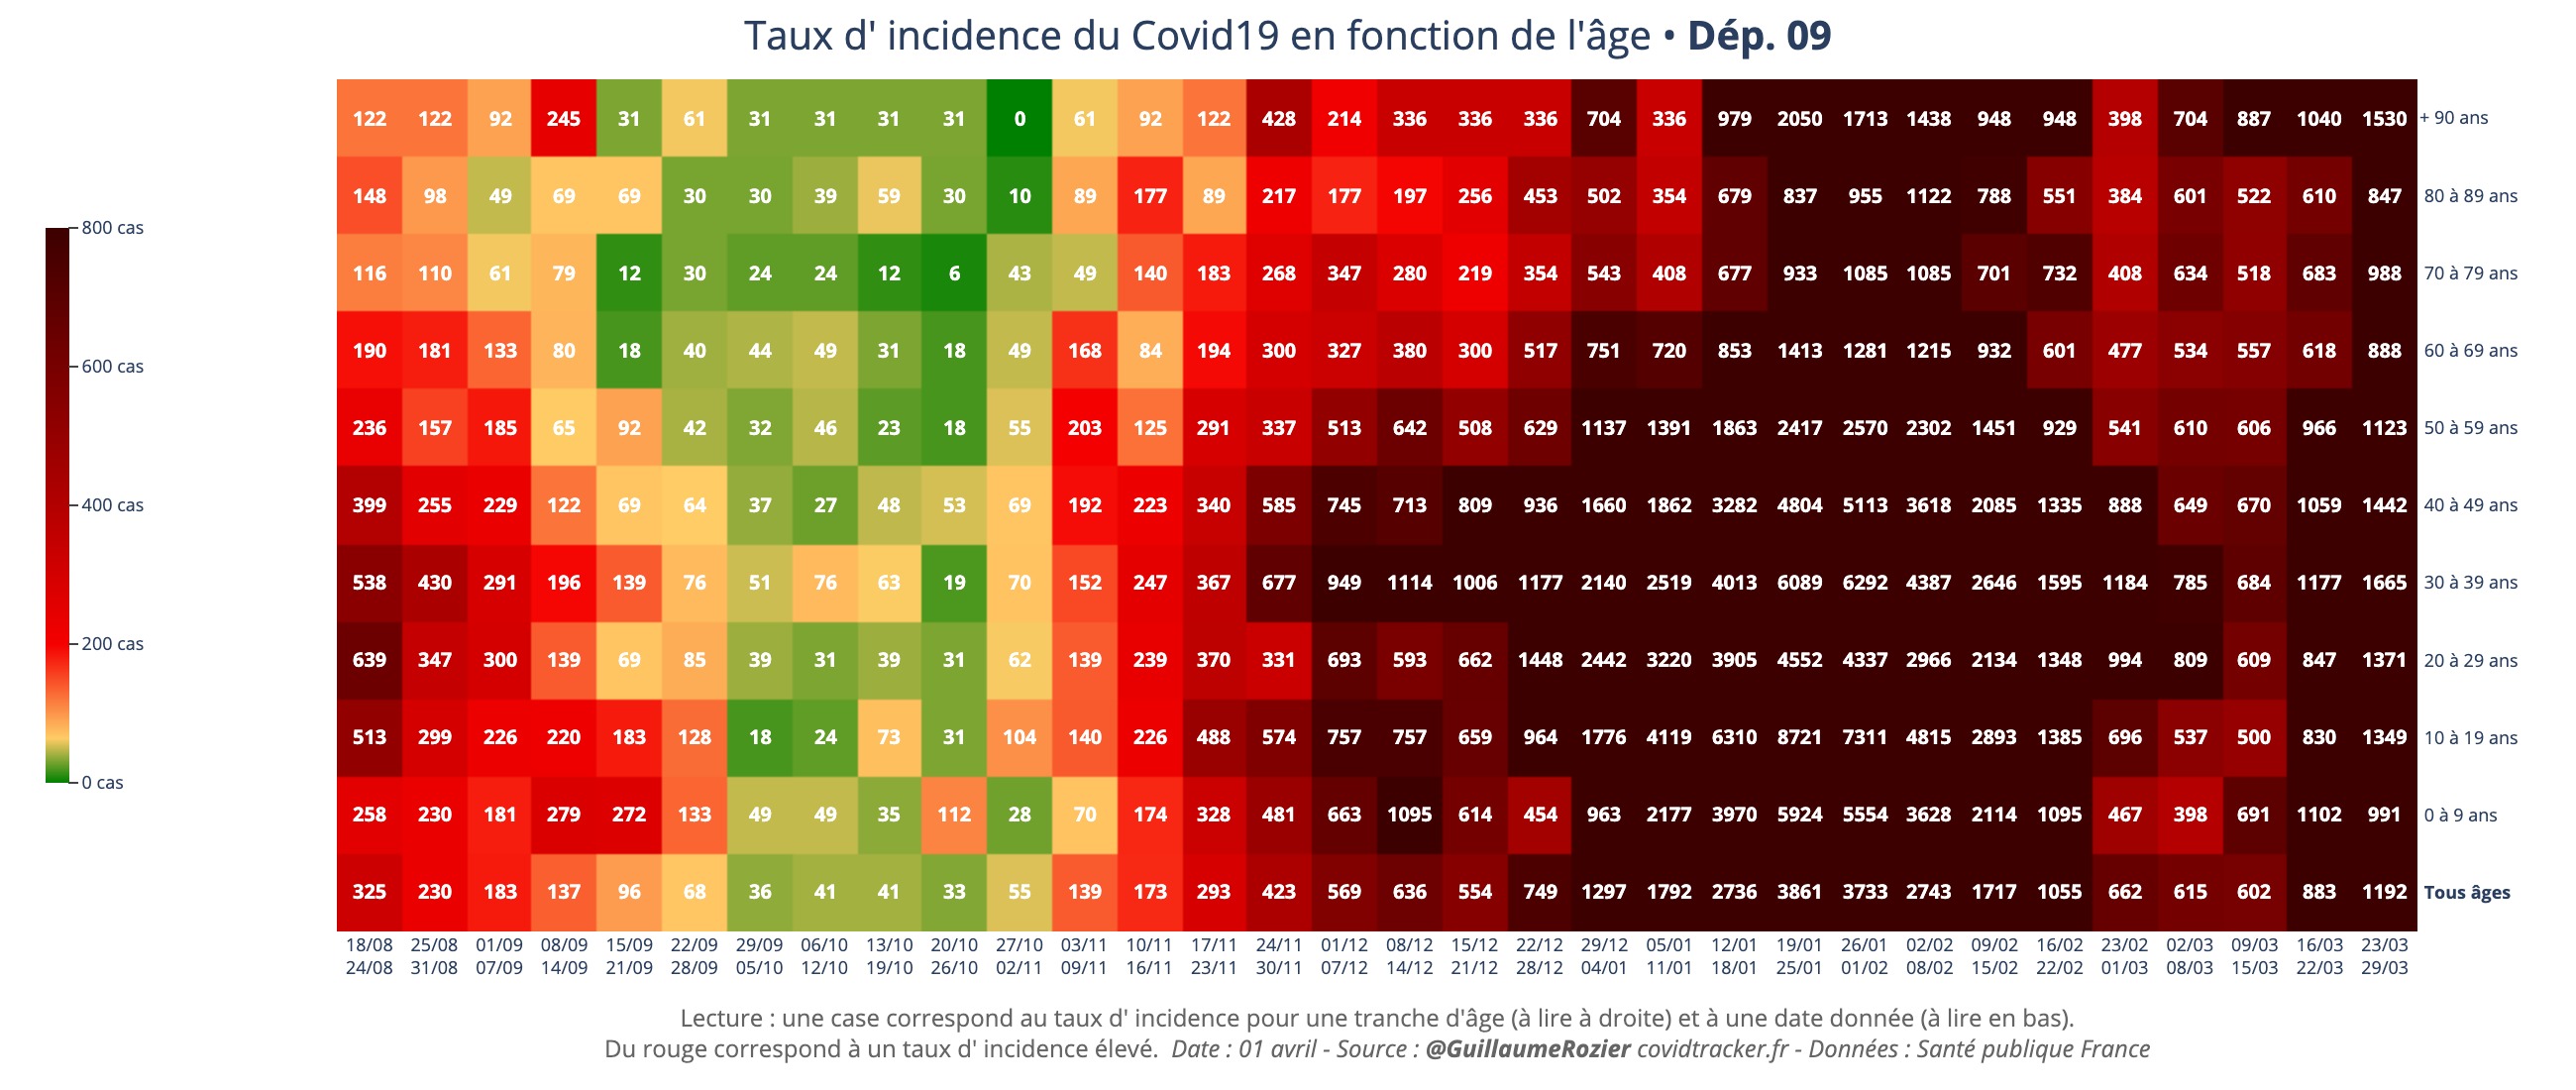 Taux d' incidence du Covid19 en fonction de l'âge • Dép. 09
800 cas
600 cas
400 cas
200 cas
0 cas
122 122 92 245 31 61 31 31 31 31 0 61 92 122 428 214 336 336 336 704 336 979 2050 1713 1438 948 948 398 704 887 1040 1530 + 90 ans
148 98 49 69 69 30 30 39 59 30 10 89 177 89 217 177 197 256 453 502 354 679 837 955 1122 788 551 384 601 522 610 847 80 à 89 ans
116 110 61 79 12 30 24 24 12 6 43 49 140 183 268 347 280 219 354 543 408 677 933 1085 1085 701 732 408 634 518 683 988 70 à 79 ans
190 181 133 80 18 40 44 49 31 18 49 168 84 194 300 327 380 300 517 751 720 853 1413 1281 1215 932 601 477 534 557 618 888 60 à 69 ans
236 157 185 65 92 42 32 46 23 18 55 203 125 291 337 513 642 508 629 1137 1391 1863 2417 2570 2302 1451 929 541 610 606 966 1123 50 à 59 ans
399 255 229 122 69 64 37 27 48 53 69 192 223 340 585 745 713 809 936 1660 1862 3282 4804 5113 3618 2085 1335 888 649 670 1059 1442 40 à 49 ans
538 430 291 196 139 76 51 76 63 19 70 152 247 367 677 949 1114 1006 1177 2140 2519 4013 6089 6292 4387 2646 1595 1184 785 684 1177 1665 30 à 39 ans
639 347 300 139 69 85 39 31 39 31 62 139 239 370 331 693 593 662 1448 2442 3220 3905 4552 4337 2966 2134 1348 994 809 609 847 1371 20 à 29 ans
513 299 226 220 183 128 18 24 73 31 104 140 226 488 574 757 757 659 964 1776 4119 6310 8721 7311 4815 2893 1385 696 537 500 830 1349 10 à 19 ans
258 230 181 279 272 133 49 49 35 112 28 70 174 328 481 663 1095 614 454 963 2177 3970 5924 5554 3628 2114 1095 467 398 691 1102 991 0 à 9 ans
325 230 183 137 96 68 36 41 41 33 55 139 173 293 423 569 636 554 749 1297 1792 2736 3861 3733 2743 1717 1055 662 615 602 883 1192 Tous âges
18/08 25/08 01/09 08/09 15/09 22/09 29/09 06/10 13/10 20/10 27/10 03/11 10/11 17/11 24/11 01/12 08/12 15/12 22/12 29/12 05/01 12/01 19/01 26/01 02/02 09/02 16/02 23/02 02/03 09/03 16/03 23/03
24/08 31/08 07/09 14/09 21/09 28/09 05/10 12/10 19/10 26/10 02/11 09/11 16/11 23/11 30/11 07/12 14/12 21/12 28/12 04/01 11/01 18/01 25/01 01/02 08/02 15/02 22/02 01/03 08/03 15/03 22/03 29/03
Lecture : une case correspond au taux d' incidence pour une tranche d'âge (à lire à droite) et à une date donnée (à lire en bas).
Du rouge correspond à un taux d' incidence élevé. Date : 01 avril - Source : @GuillaumeRozier covidtracker.fr - Données : Santé publique France